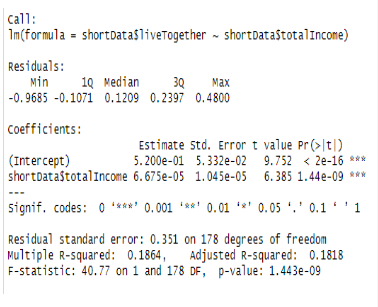 Call:
lm(formula = shortData$liveTogether ~ shortData$totalIncome)
Residuals:
Min 1Q Median 3Q Max
-0.9685 -0.1071 0.1209 0.2397 0.4800
Coefficients:
Estimate Std. Error t value Pr(>|t|)
(Intercept) 5.200e-01 5.332e-02 9.752 < 2e-16 ***
shortData$totalIncome 6.675e-05 1.045e-05 6.385 1.44e-09 ***
---
Signif. codes: 0 ‘***’ 0.001 ‘**’ 0.01 ‘*’ 0.05 ‘.’ 0.1 ‘ ’ 1
Residual standard error: 0.351 on 178 degrees of freedom
Multiple R-squared: 0.1864, Adjusted R-squared: 0.1818
F-statistic: 40.77 on 1 and 178 DF, p-value: 1.443e-09